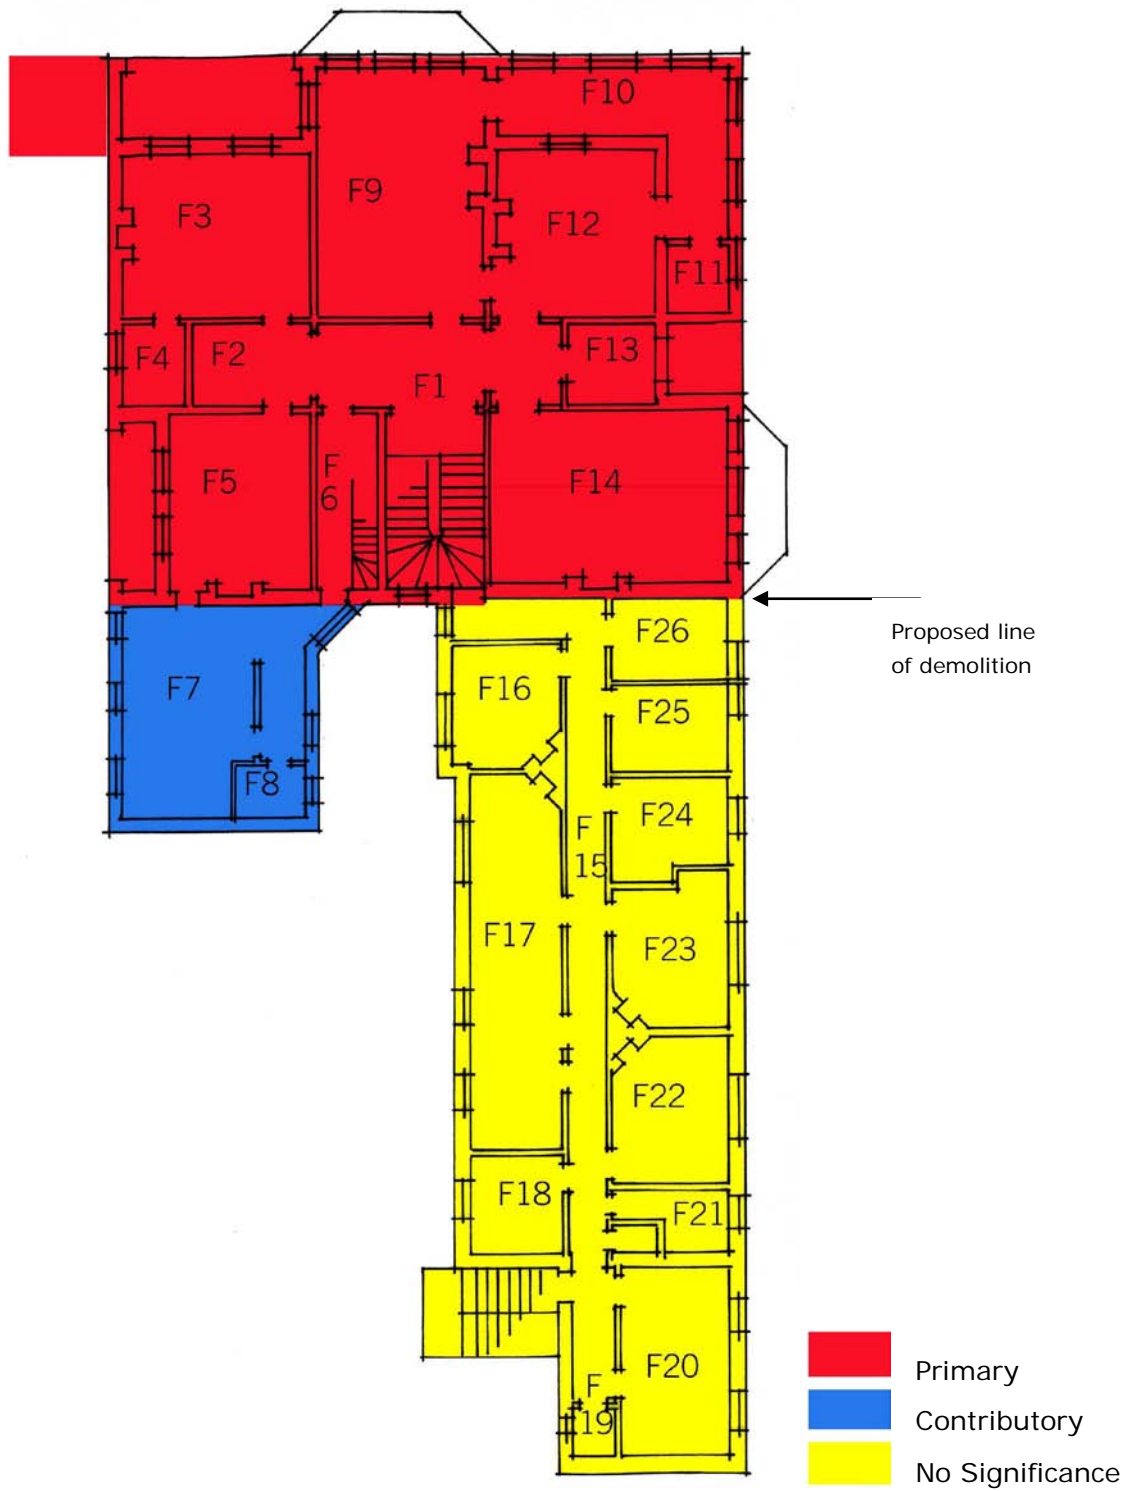 F10
F9
F3
F12
F11
F4
F2
F13
F1
F
6
F5
F14
F26
Proposed line
of demolition
F7
F16
F25
F8
F24
F
15
F17
F23
F22
F18
F21
F20
F
19
Primary
Contributory
No Significance